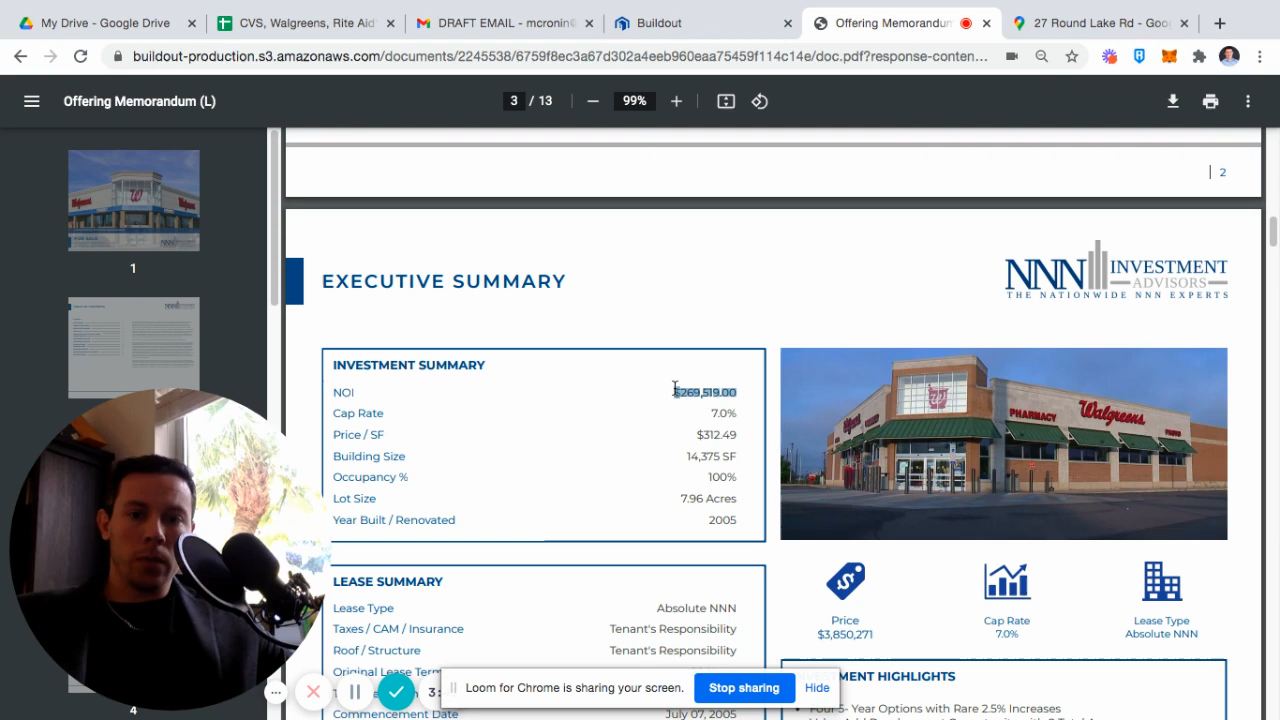 My Drive - Google Drive
CVS, Walgreens, Rite Aid
DRAFT EMAIL - mcronin@
Buildout
Offering Memorandum
27 Round Lake Rd - Goo
buildout-production.s3.amazonaws.com/documents/2245538/6759f8ec3a67d302a4eeb960eaa75459f114c14e/doc.pdf?response-conten...
Offering Memorandum (L)
3 / 13
99%
2
1
4
EXECUTIVE SUMMARY
NNN INVESTMENT
ADVISORS
THE NATIONWIDE NNN EXPERTS
INVESTMENT SUMMARY
NOI $269,519.00
Cap Rate 7.0%
Price / SF $312.49
Building Size 14,375 SF
Occupancy % 100%
Lot Size 7.96 Acres
Year Built / Renovated 2005
PHARMACY
Walgreens
PHOTO
LEASE SUMMARY
Lease Type Absolute NNN
Taxes / CAM / Insurance Tenant's Responsibility
Roof / Structure Tenant's Responsibility
Original Lease Term
Commencement Date July 07, 2005
Price
$3,850,271
Cap Rate
7.0%
Lease Type
Absolute NNN
HIGHLIGHTS
Four 5- Year Options with Rare 2.5% Increases
Loom for Chrome is sharing your screen.
Stop sharing
Hide